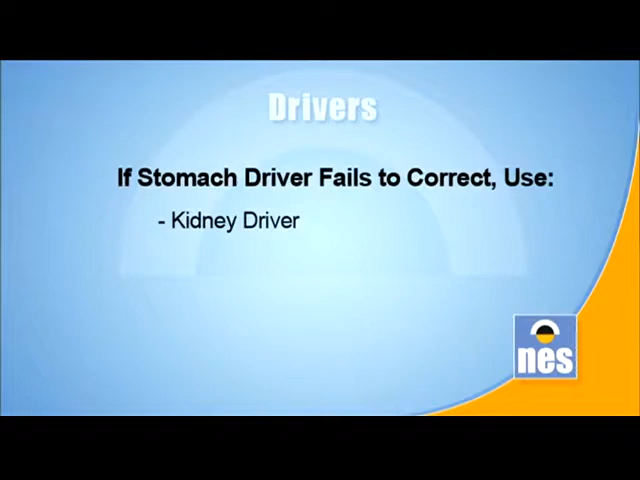 Drivers
If Stomach Driver Fails to Correct, Use:
- Kidney Driver
nes